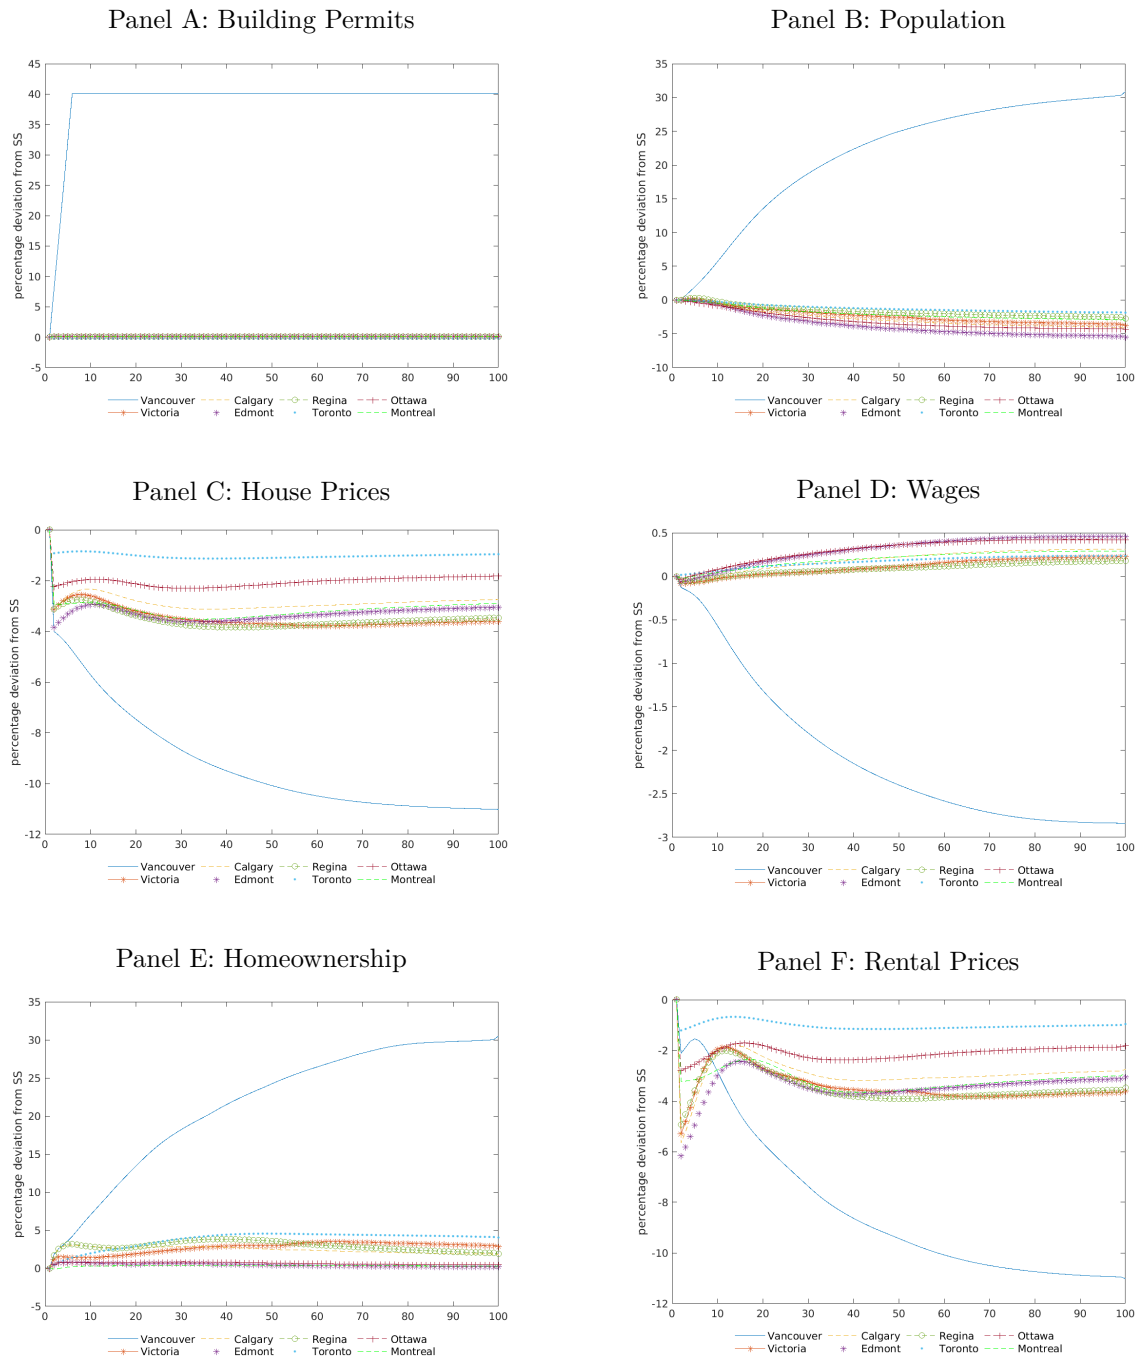 Panel A: Building Permits
percentage deviation from SS
45
40
35
30
25
20
15
10
5
0
-5
0 10 20 30 40 50 60 70 80 90 100
Vancouver Calgary Regina Ottawa
Victoria Edmont Toronto Montreal
Panel B: Population
percentage deviation from SS
35
30
25
20
15
10
5
0
-5
-10
0 10 20 30 40 50 60 70 80 90 100
Vancouver Calgary Regina Ottawa
Victoria Edmont Toronto Montreal
Panel C: House Prices
percentage deviation from SS
0
-2
-4
-6
-8
-10
-12
0 10 20 30 40 50 60 70 80 90 100
Vancouver Calgary Regina Ottawa
Victoria Edmont Toronto Montreal
Panel D: Wages
percentage deviation from SS
0.5
0
-0.5
-1
-1.5
-2
-2.5
-3
0 10 20 30 40 50 60 70 80 90 100
Vancouver Calgary Regina Ottawa
Victoria Edmont Toronto Montreal
Panel E: Homeownership
percentage deviation from SS
35
30
25
20
15
10
5
0
-5
0 10 20 30 40 50 60 70 80 90 100
Vancouver Calgary Regina Ottawa
Victoria Edmont Toronto Montreal
Panel F: Rental Prices
percentage deviation from SS
0
-2
-4
-6
-8
-10
-12
0 10 20 30 40 50 60 70 80 90 100
Vancouver Calgary Regina Ottawa
Victoria Edmont Toronto Montreal